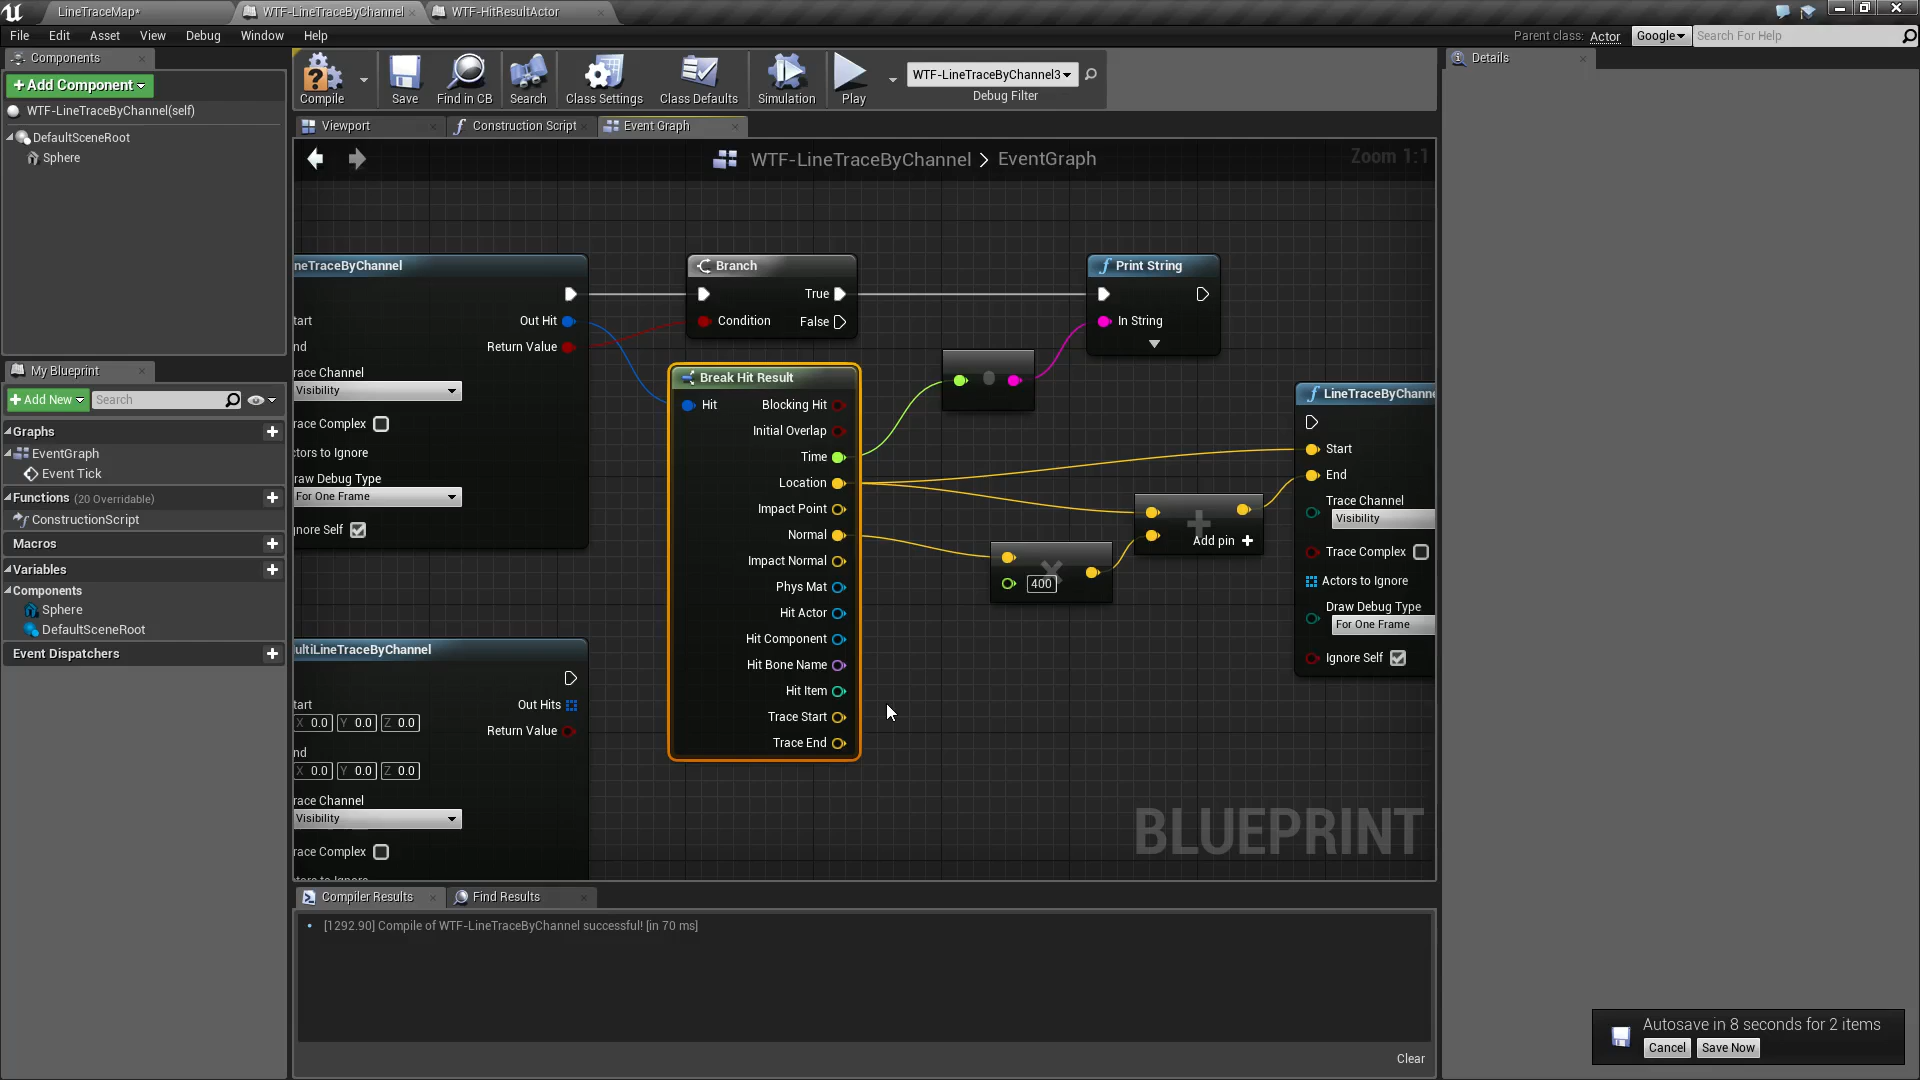 LineTraceMap*
WTF-LineTraceByChannel
WTF-HitResultActor
File Edit Asset View Debug Window Help
Parent class: Actor
Google
Search For Help
Components
+ Add Component
WTF-LineTraceByChannel(self)
DefaultSceneRoot
Sphere
Compile
Save
Find in CB
Search
Class Settings
Class Defaults
Simulation
Play
WTF-LineTraceByChannel3
Debug Filter
Details
Viewport
Construction Script
Event Graph
WTF-LineTraceByChannel > EventGraph
Zoom 1:1
My Blueprint
+ Add New
Search
Graphs
EventGraph
Event Tick
Functions (20 Overridable)
ConstructionScript
Macros
Variables
Components
Sphere
DefaultSceneRoot
Event Dispatchers
neTraceByChannel
tart
Out Hit
nd
Return Value
race Channel
Visibility
race Complex
ctors to Ignore
raw Debug Type
For One Frame
gnore Self
Branch
True
Condition
False
Print String
In String
Break Hit Result
Hit
Blocking Hit
Initial Overlap
Time
Location
Impact Point
Normal
Impact Normal
Phys Mat
Hit Actor
Hit Component
Hit Bone Name
Hit Item
Trace Start
Trace End
400
Add pin +
LineTraceByChanne
Start
End
Trace Channel
Visibility
Trace Complex
Actors to Ignore
Draw Debug Type
For One Frame
Ignore Self
ultiLineTraceByChannel
tart
Out Hits
X 0.0 Y 0.0 Z 0.0
Return Value
nd
X 0.0 Y 0.0 Z 0.0
race Channel
Visibility
race Complex
BLUEPRINT
Compiler Results
Find Results
[1292.90] Compile of WTF-LineTraceByChannel successful! [in 70 ms]
Clear
Autosave in 8 seconds for 2 items
Cancel
Save Now